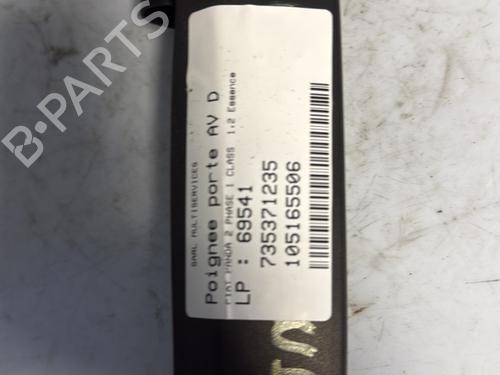 SARL MULTISERVICES
Poignee porte AV D
FIAT PANDA 2 PHASE 1 CLASS 1.2 Essence
LP : 69541
735371235
105165506
B-PARTS